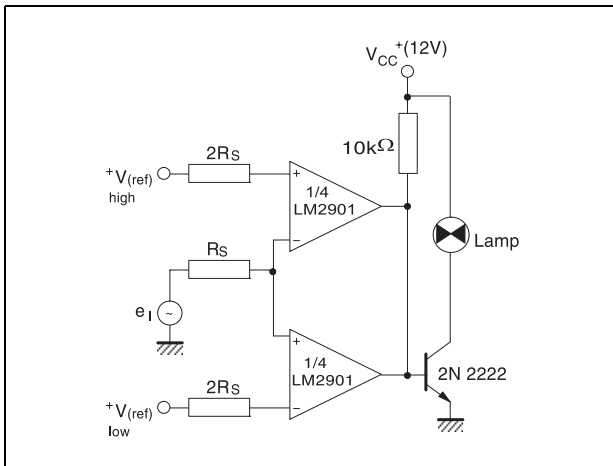 VCC+(12V)
2RS
+V(ref)
high
1/4
LM2901
10kΩ
RS
Lamp
eI
1/4
LM2901
2N 2222
2RS
+V(ref)
low
+
−
+
−
~